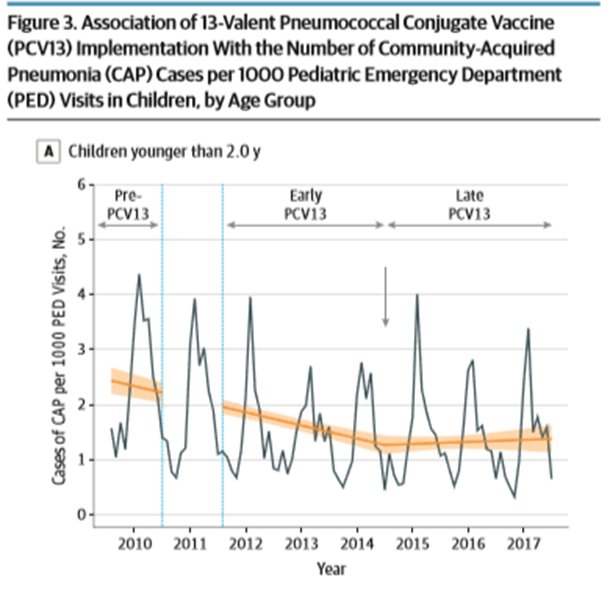 Figure 3. Association of 13-Valent Pneumococcal Conjugate Vaccine
(PCV13) Implementation With the Number of Community-Acquired
Pneumonia (CAP) Cases per 1000 Pediatric Emergency Department
(PED) Visits in Children, by Age Group
A Children younger than 2.0 y
Pre-
PCV13
Early
PCV13
Late
PCV13
Cases of CAP per 1000 PED Visits, No.
6
5
4
3
2
1
0
2010 2011 2012 2013 2014 2015 2016 2017
Year